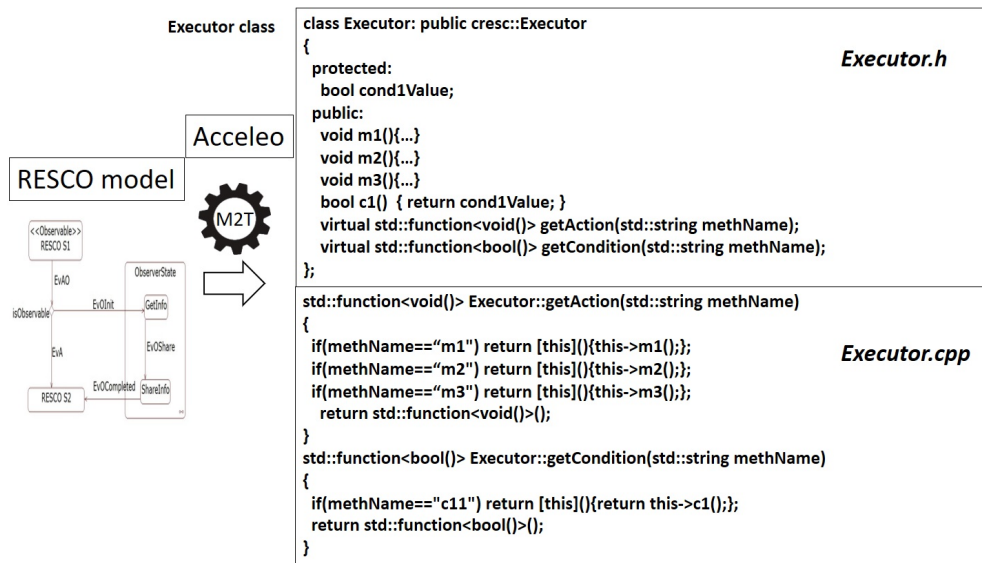 Executor class
Acceleo
RESCO model
M2T
<<Observable>>
RESCO S1
EvAO
isObservable
EvOInit
ObserverState
GetInfo
EvOShare
EvA
EvOCompleted
ShareInfo
RESCO S2
class Executor: public cresc::Executor
{
protected:
bool cond1Value;
public:
void m1(){...}
void m2(){...}
void m3(){...}
bool c1()  { return cond1Value; }
virtual std::function<void()> getAction(std::string methName);
virtual std::function<bool()> getCondition(std::string methName);
};
Executor.h
std::function<void()> Executor::getAction(std::string methName)
{
if(methName==“m1") return [this](){this->m1();};
if(methName==“m2") return [this](){this->m2();};
if(methName==“m3") return [this](){this->m3();};
return std::function<void()>();
}
std::function<bool()> Executor::getCondition(std::string methName)
{
if(methName=="c11") return [this](){return this->c1();};
return std::function<bool()>();
}
Executor.cpp